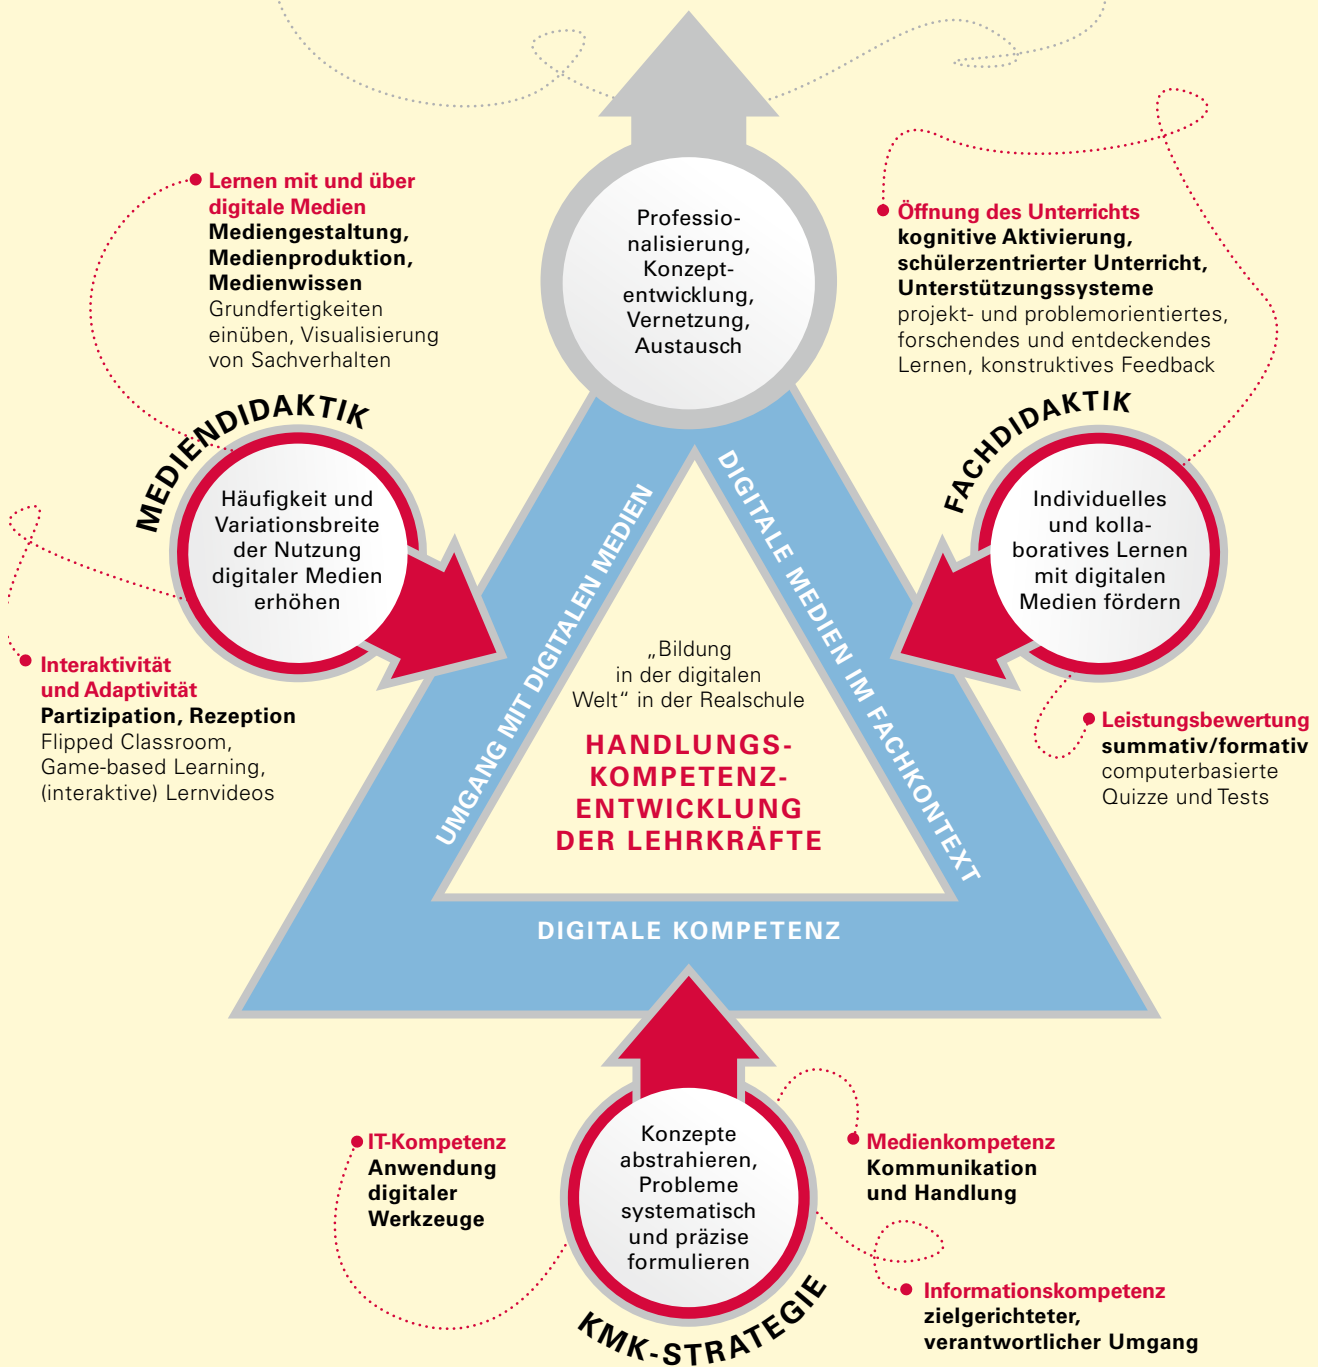 Professio-
nalisierung,
Konzept-
entwicklung,
Vernetzung,
Austausch
Lernen mit und über
digitale Medien
Mediengestaltung,
Medienproduktion,
Medienwissen
Grundfertigkeiten
einüben, Visualisierung
von Sachverhalten
Öffnung des Unterrichts
kognitive Aktivierung,
schülerzentrierter Unterricht,
Unterstützungssysteme
projekt- und problemorientiertes,
forschendes und entdeckendes
Lernen, konstruktives Feedback
MEDIENDIDAKTIK
Häufigkeit und
Variationsbreite
der Nutzung
digitaler Medien
erhöhen
FACHDIDAKTIK
Individuelles
und kolla-
boratives Lernen
mit digitalen
Medien fördern
Interaktivität
und Adaptivität
Partizipation, Rezeption
Flipped Classroom,
Game-based Learning,
(interaktive) Lernvideos
UMGANG MIT DIGITALEN MEDIEN
DIGITALE MEDIEN IM FACHKONTEXT
„Bildung
in der digitalen
Welt“ in der Realschule
HANDLUNGS-
KOMPETENZ-
ENTWICKLUNG
DER LEHRKRÄFTE
Leistungsbewertung
summativ/formativ
computerbasierte
Quizze und Tests
DIGITALE KOMPETENZ
IT-Kompetenz
Anwendung
digitaler
Werkzeuge
Konzepte
abstrahieren,
Probleme
systematisch
und präzise
formulieren
KMK-STRATEGIE
Medienkompetenz
Kommunikation
und Handlung
Informationskompetenz
zielgerichteter,
verantwortlicher Umgang